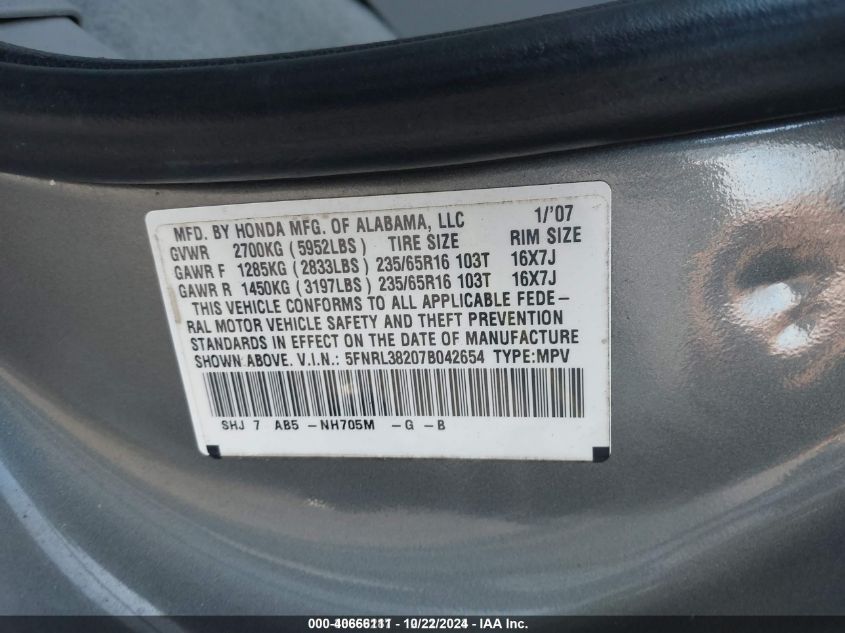 MFD. BY HONDA MFG. OF ALABAMA, LLC 1/'07
GVWR 2700KG (5952LBS) TIRE SIZE RIM SIZE
GAWR F 1285KG (2833LBS) 235/65R16 103T 16X7J
GAWR R 1450KG (3197LBS) 235/65R16 103T 16X7J
THIS VEHICLE CONFORMS TO ALL APPLICABLE FEDE-
RAL MOTOR VEHICLE SAFETY AND THEFT PREVENTION
STANDARDS IN EFFECT ON THE DATE OF MANUFACTURE
SHOWN ABOVE. V.I.N.: 5FNRL38207B042654 TYPE:MPV
SHJ 7 AB5 -NH705M -G -B
10/22/2024 - IAA Inc.